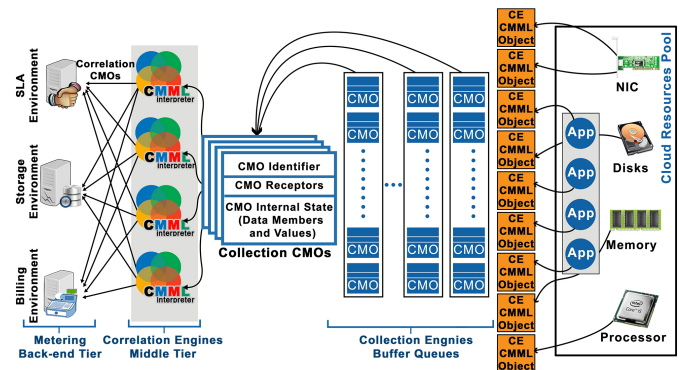 SLA
Environment
Storage
Environment
Billing
Environment
Metering
Back-end Tier
Correlation
CMOs
CMML
interpreter
CMML
interpreter
CMML
interpreter
CMML
interpreter
Correlation Engines
Middle Tier
CMO Identifier
CMO Receptors
CMO Internal State
(Data Members
and Values)
Collection CMOs
CMO
CMO
CMO
CMO
CMO
CMO
CMO
CMO
CMO
CMO
CMO
CMO
Collection Engnies
Buffer Queues
CE
CMML
Object
CE
CMML
Object
CE
CMML
Object
CE
CMML
Object
CE
CMML
Object
CE
CMML
Object
CE
CMML
Object
CE
CMML
Object
CE
CMML
Object
App
App
App
App
NIC
Disks
Memory
Processor
Cloud Resources Pool